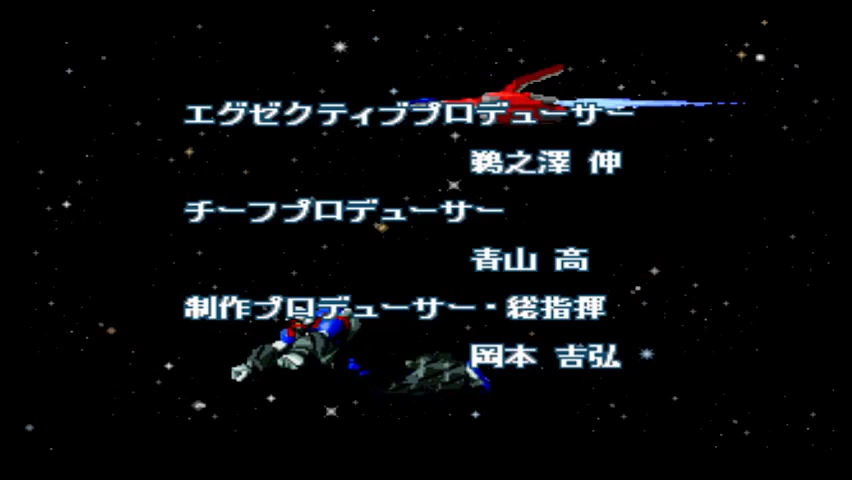 エグゼクティブプロデューサー
鵜之澤 伸
チーフプロデューサー
青山 高
制作プロデューサー・総指揮
岡本 吉弘